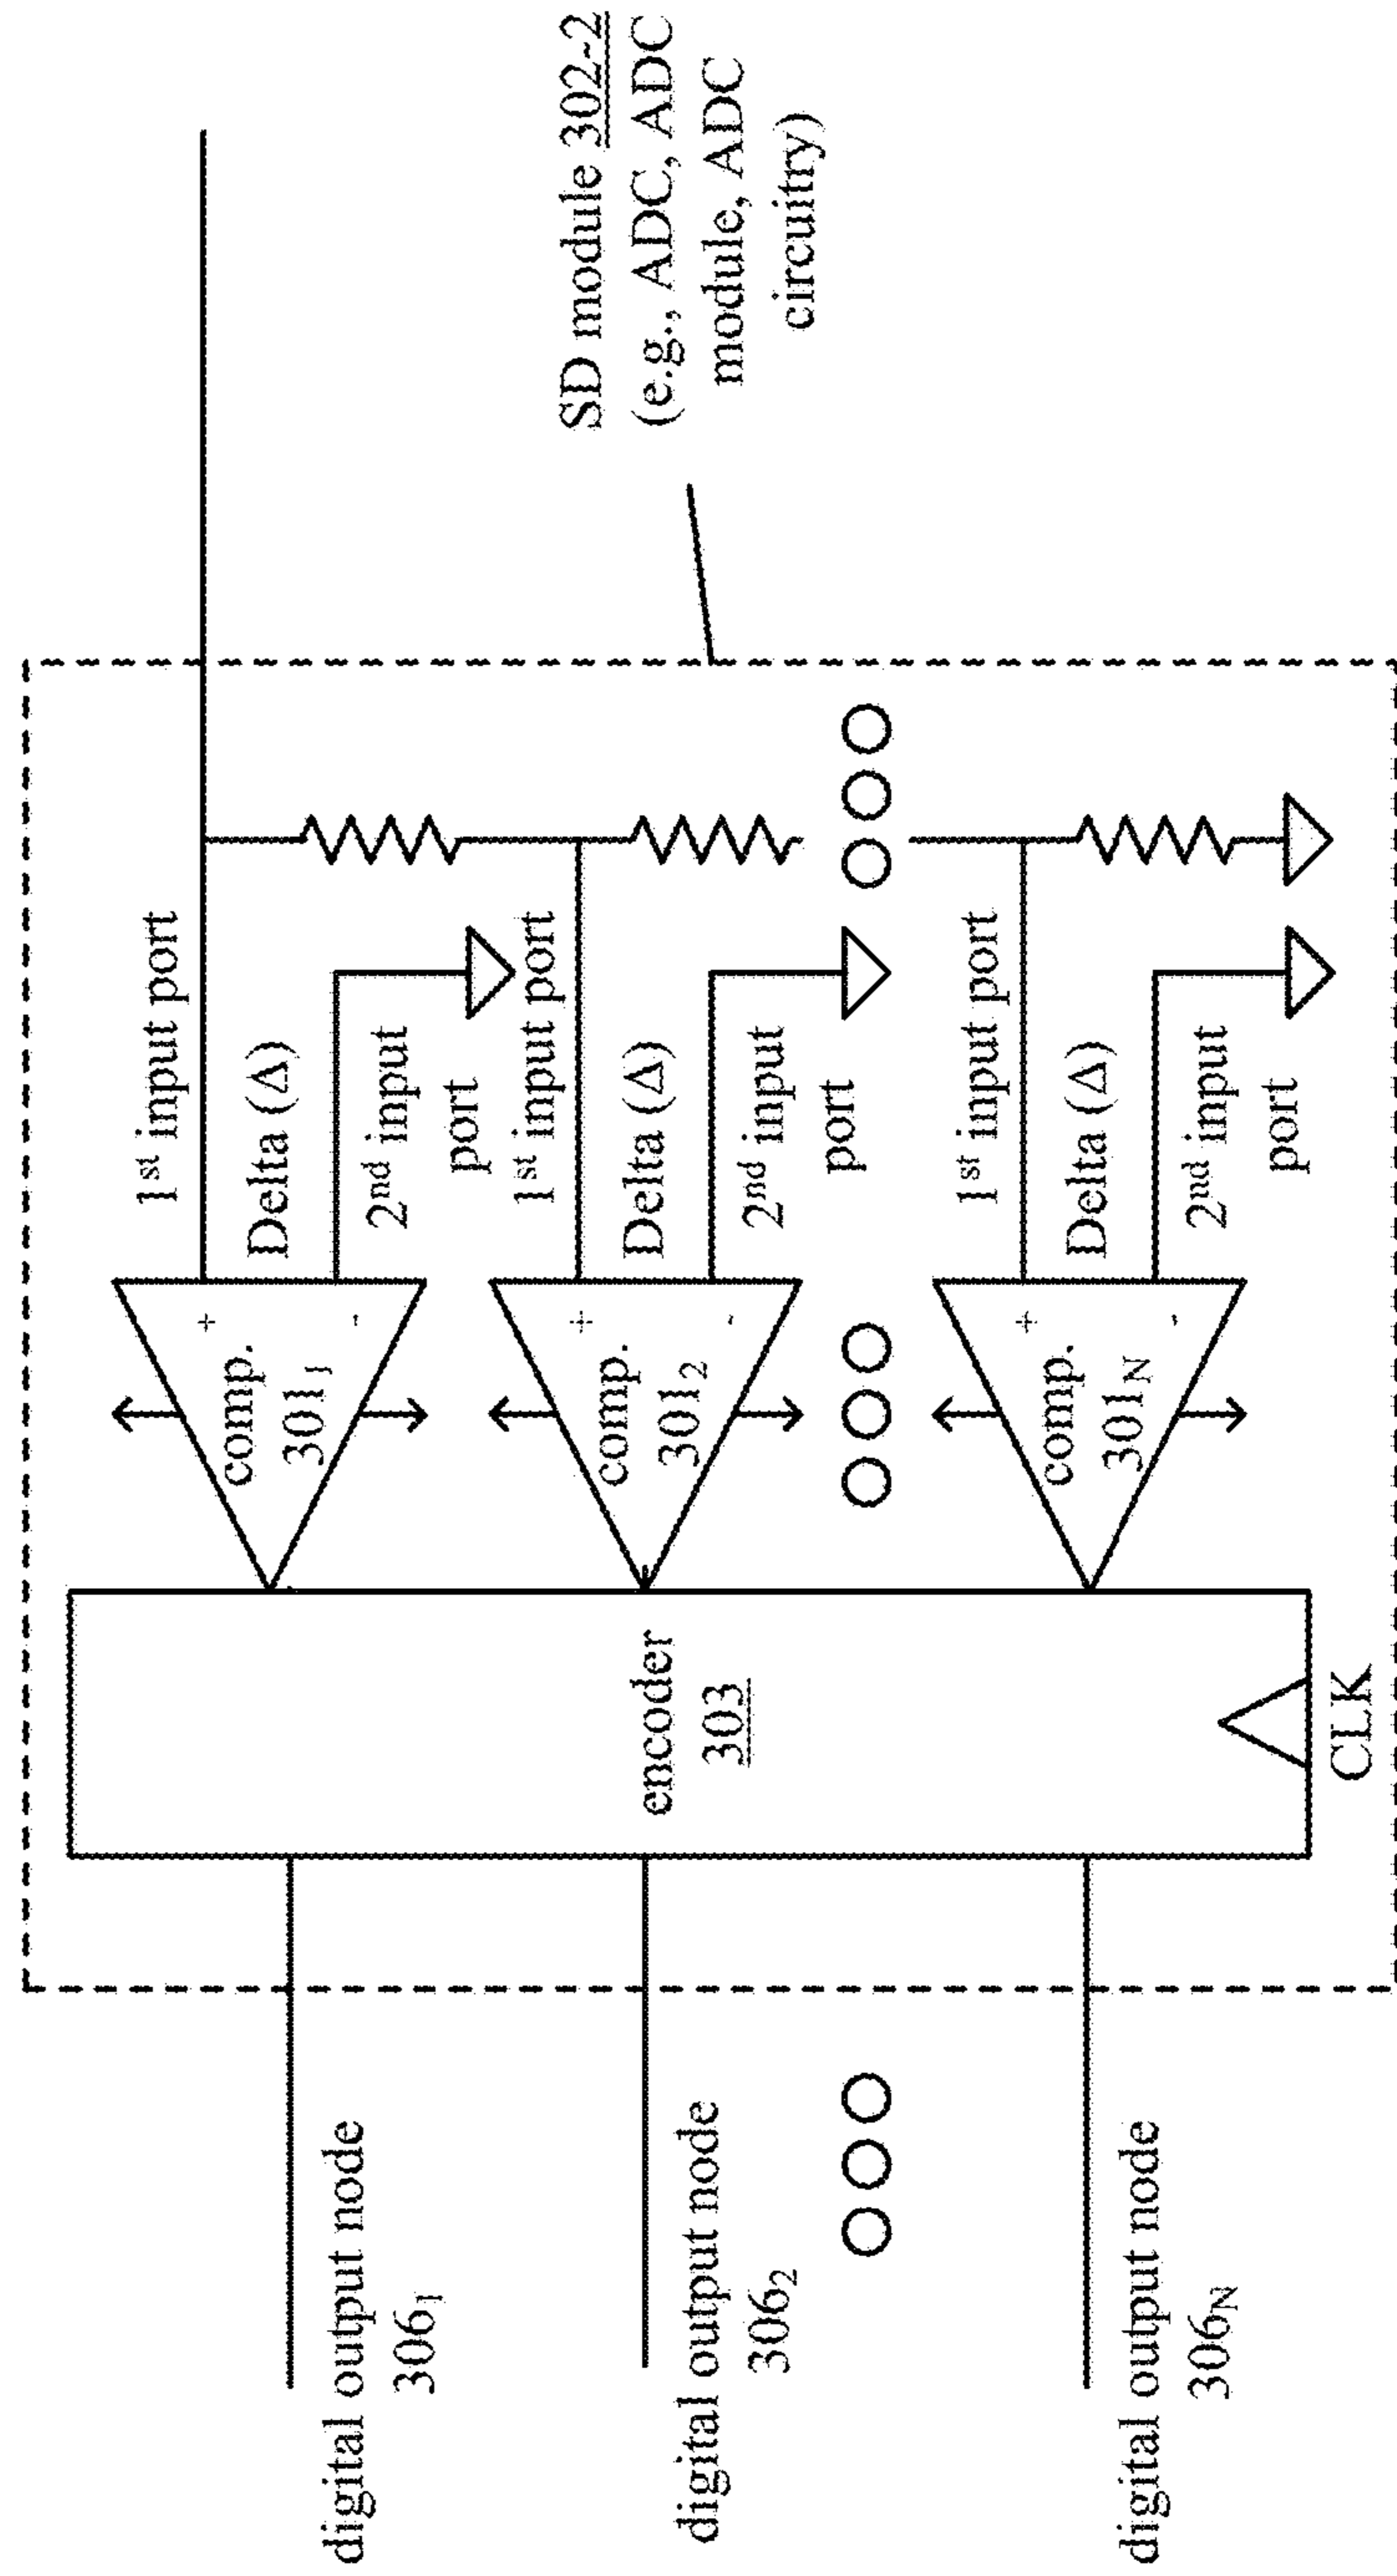 digital output node
306₁
digital output node
306₂
digital output node
306N
encoder
303
CLK
+
comp.
301₁
-
1st input port
Delta (Δ)
2nd input
port
+
comp.
301₂
-
1st input port
Delta (Δ)
2nd input
port
+
comp.
301N
-
1st input port
Delta (Δ)
2nd input
port
SD module 302-2
(e.g., ADC, ADC
module, ADC
circuitry)